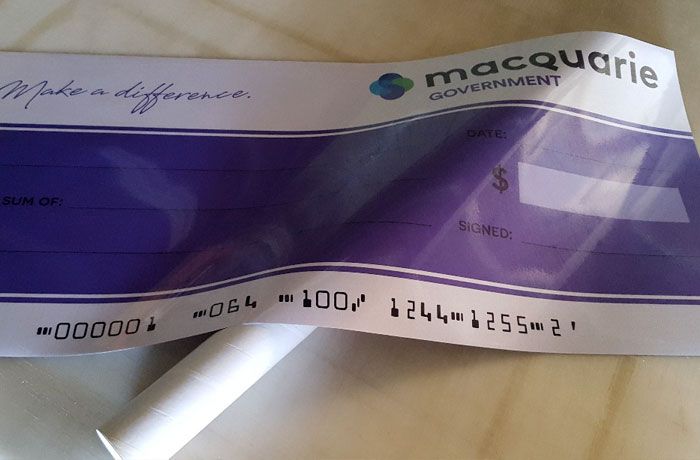 Make a difference.
macquarie
GOVERNMENT
DATE:
$
SUM OF:
SIGNED:
⑈000001 ⑈064 ⑈100⑆ 1244⑈1255⑈2'